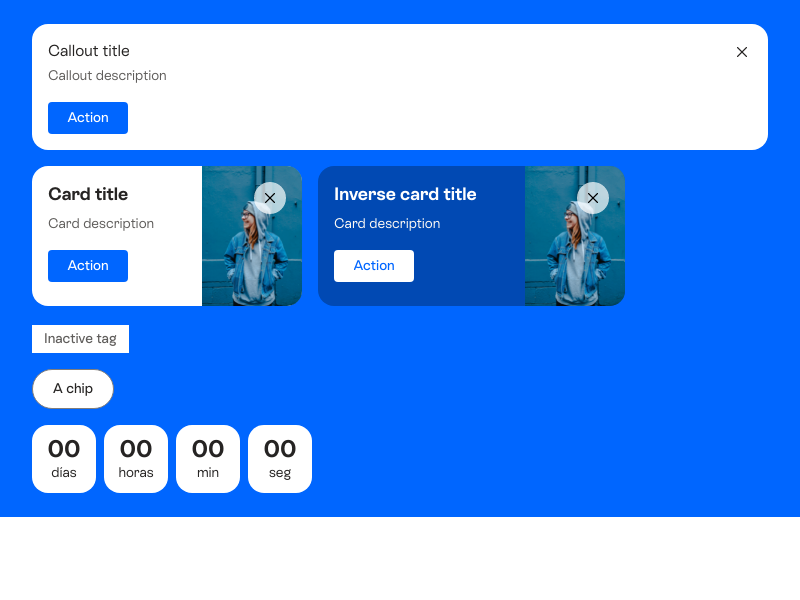 Callout title
Callout description
Action
Card title
Card description
Action
Inverse card title
Card description
Action
Inactive tag
A chip
00 00 00 00
días horas min seg